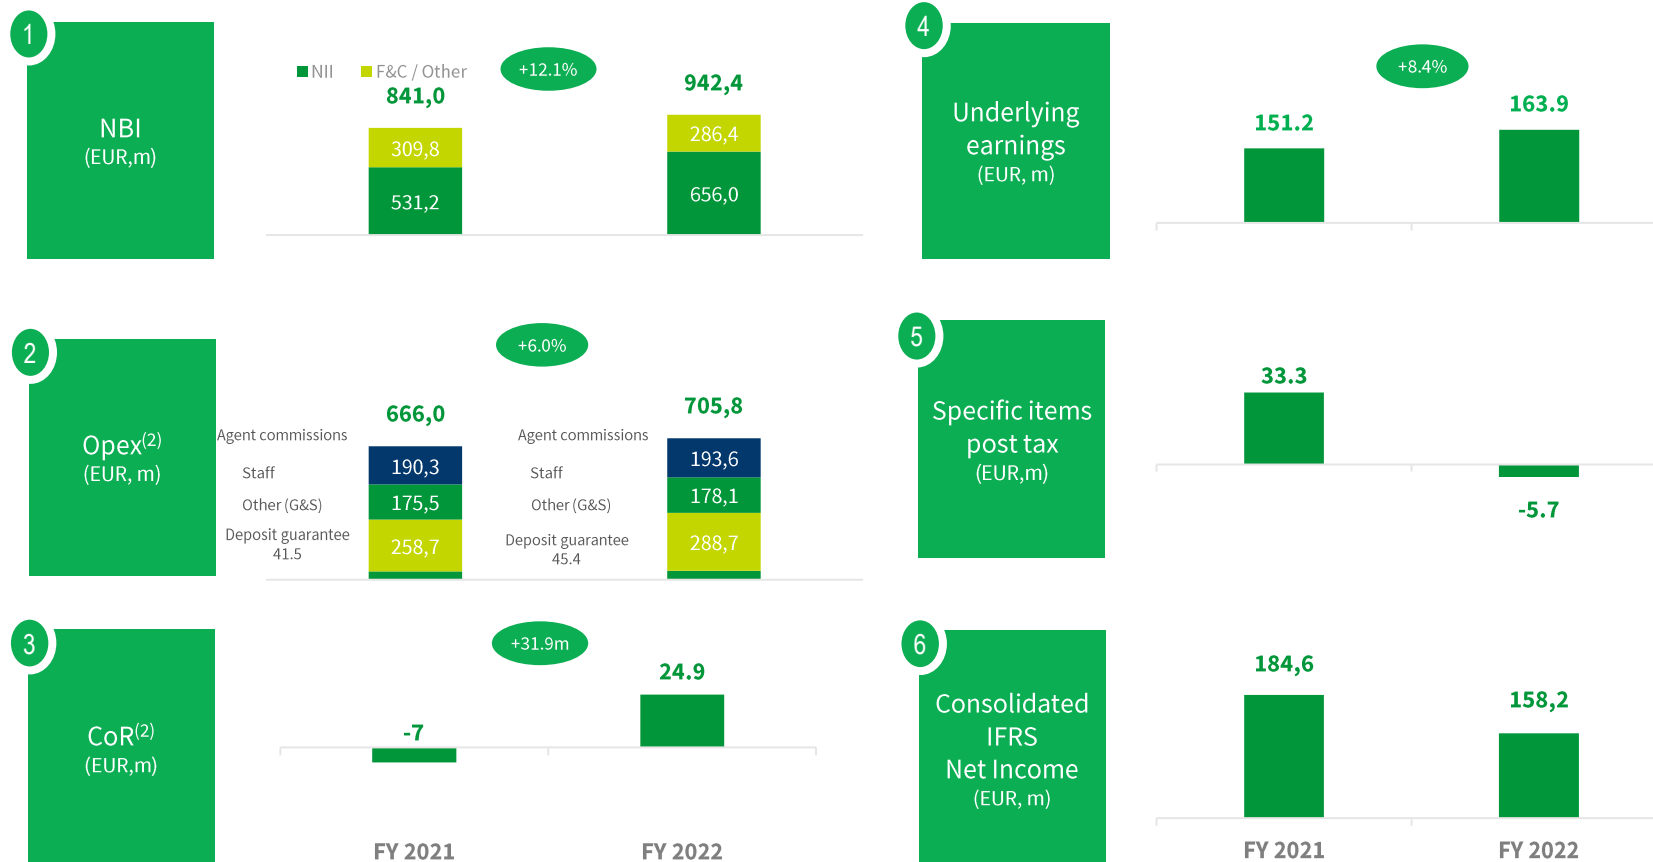 1
NBI
(EUR,m)
NII
F&C / Other
+12.1%
841,0
942,4
309,8
286,4
531,2
656,0
2
Opex(2)
(EUR, m)
+6.0%
666,0
705,8
Agent commissions
Agent commissions
190,3
193,6
Staff
Staff
175,5
178,1
Other (G&S)
Other (G&S)
Deposit guarantee
41.5
258,7
Deposit guarantee
45.4
288,7
3
CoR(2)
(EUR,m)
+31.9m
-7
24.9
FY 2021
FY 2022
4
Underlying
earnings
(EUR, m)
+8.4%
151.2
163.9
5
Specific items
post tax
(EUR,m)
33.3
-5.7
6
Consolidated
IFRS
Net Income
(EUR, m)
184,6
158,2
FY 2021
FY 2022